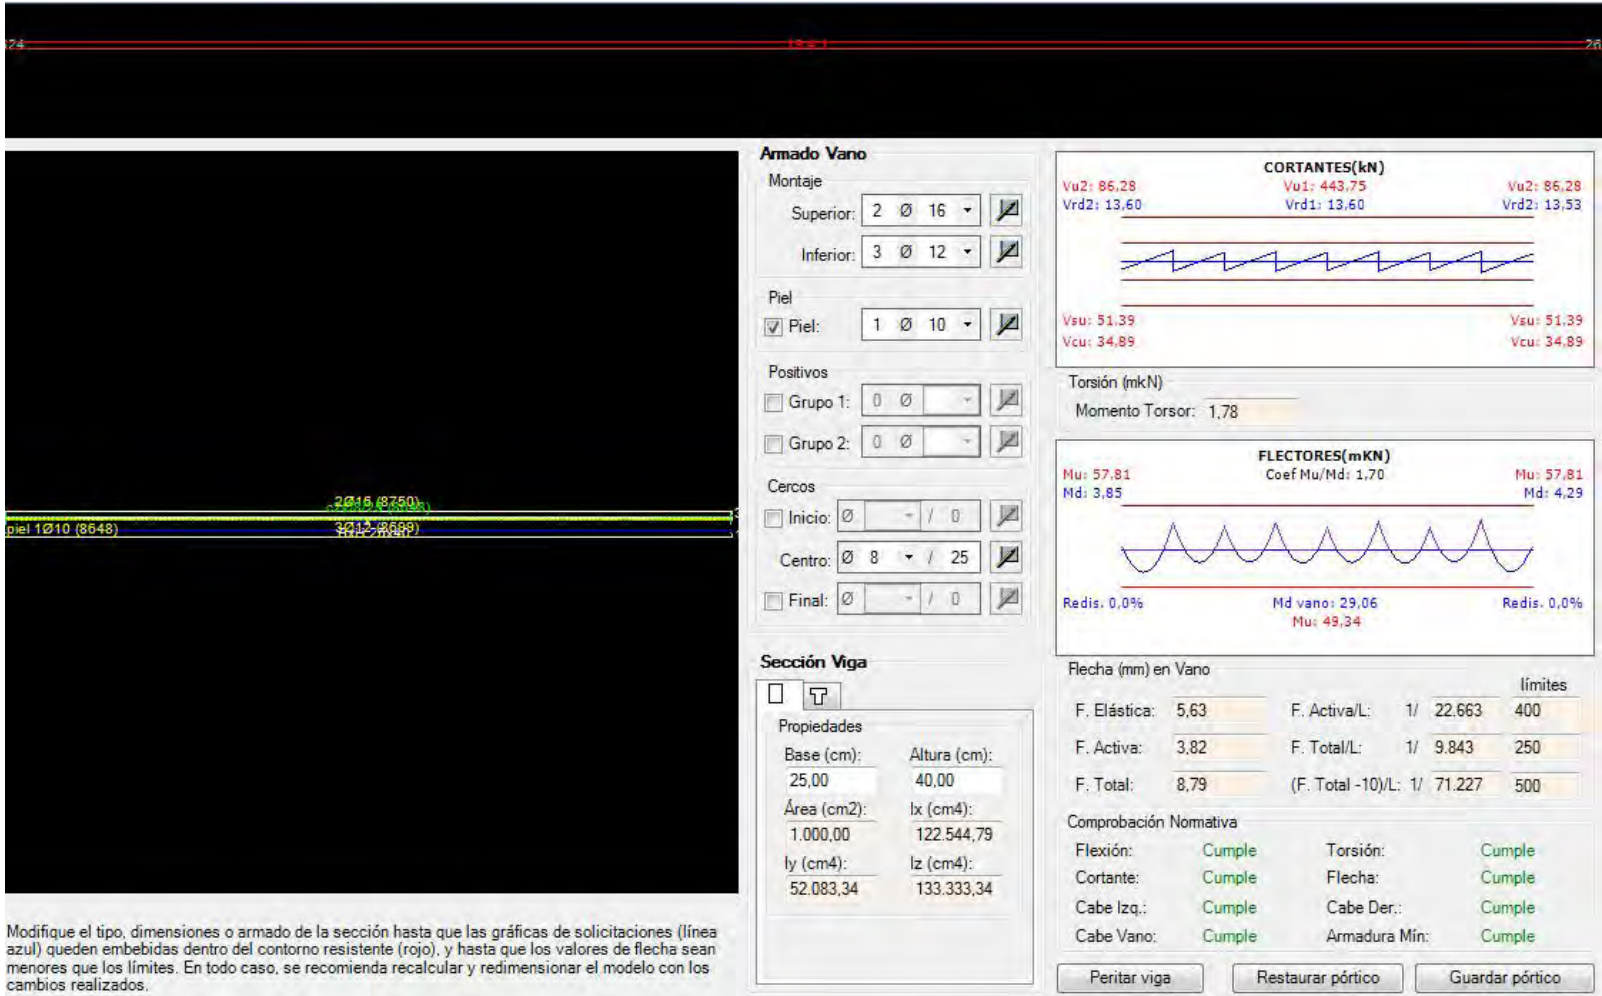 Armado Vano
Montaje
Superior: 2 Ø 16
Inferior: 3 Ø 12
Piel
Piel: 1 Ø 10
Positivos
Grupo 1: 0 Ø
Grupo 2: 0 Ø
Cercos
Inicio: Ø / 0
Centro: Ø 8 / 25
Final: Ø / 0
Sección Viga
Propiedades
Base (cm): Altura (cm):
25,00 40,00
Área (cm2): Ix (cm4):
1.000,00 122.544,79
Iy (cm4): Iz (cm4):
52.083,34 133.333,34
CORTANTES(kN)
Vu2: 86,28 Vu1: 443,75 Vu2: 86,28
Vrd2: 13,60 Vrd1: 13,60 Vrd2: 13,53
Vsu: 51,39 Vsu: 51,39
Vcu: 34,89 Vcu: 34,89
Torsión (mkN)
Momento Torsor: 1,78
FLECTORES(mKN)
Mu: 57,81 Coef Mu/Md: 1,70 Mu: 57,81
Md: 3,85 Md: 4,29
Redis. 0,0% Md vano: 29,06 Redis. 0,0%
Mu: 49,34
Flecha (mm) en Vano
límites
F. Elástica: 5,63 F. Activa/L: 1/ 22.663 400
F. Activa: 3,82 F. Total/L: 1/ 9.843 250
F. Total: 8,79 (F. Total -10)/L: 1/ 71.227 500
Comprobación Normativa
Flexión: Cumple Torsión: Cumple
Cortante: Cumple Flecha: Cumple
Cabe Izq.: Cumple Cabe Der.: Cumple
Cabe Vano: Cumple Armadura Mín: Cumple
Peritar viga Restaurar pórtico Guardar pórtico
2Ø16 (8750)
piel 1Ø10 (8648) 3Ø12 (8699)
Modifique el tipo, dimensiones o armado de la sección hasta que las gráficas de solicitaciones (línea
azul) queden embebidas dentro del contorno resistente (rojo), y hasta que los valores de flecha sean
menores que los límites. En todo caso, se recomienda recalcular y redimensionar el modelo con los
cambios realizados.